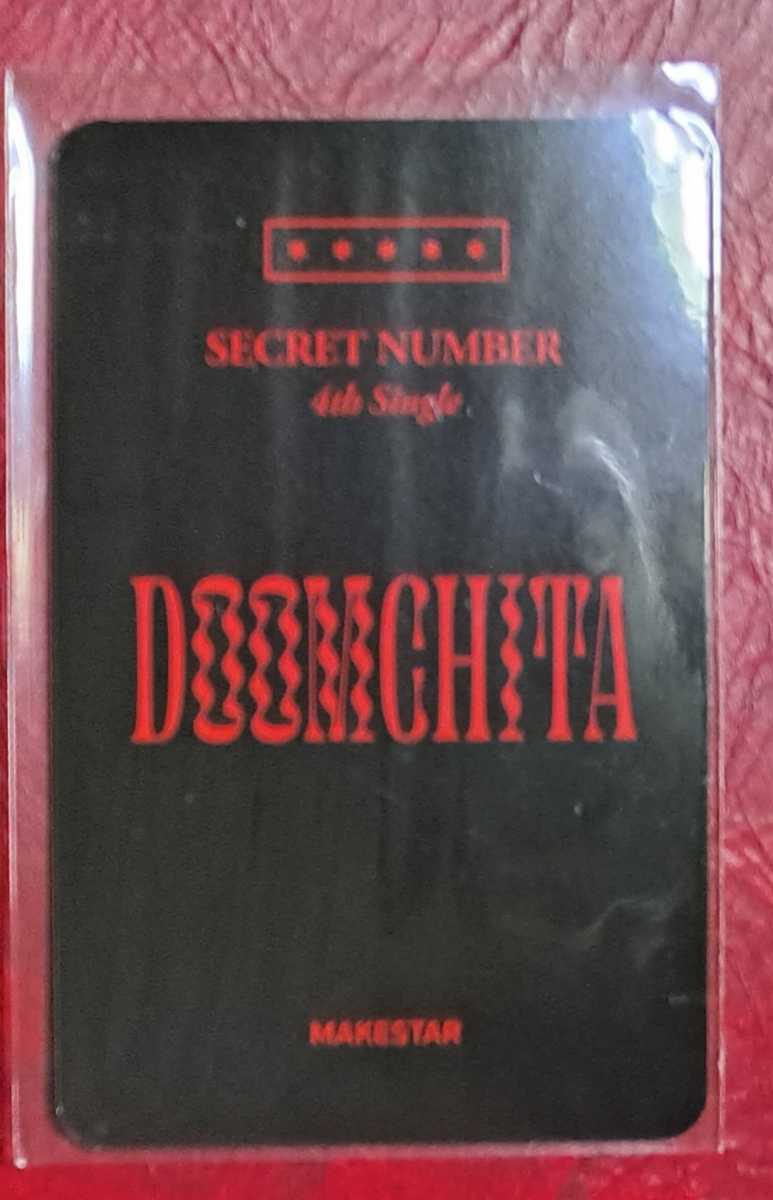 SECRET NUMBER
4th Single
DOOMCHITA
MAKESTAR